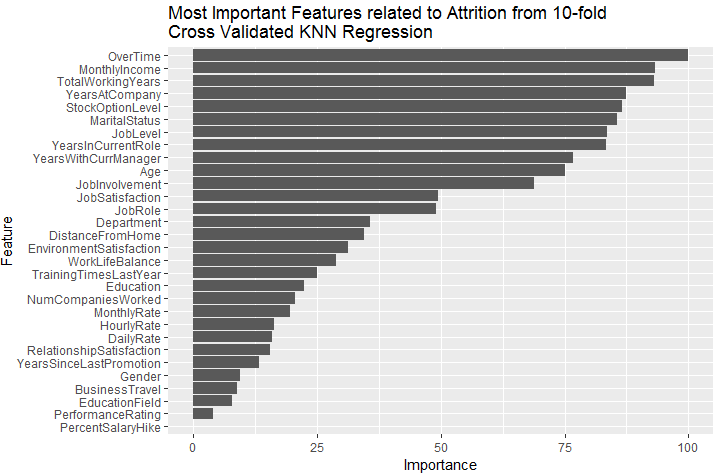 Most Important Features related to Attrition from 10-fold
Cross Validated KNN Regression
Feature
OverTime
MonthlyIncome
TotalWorkingYears
YearsAtCompany
StockOptionLevel
MaritalStatus
JobLevel
YearsInCurrentRole
YearsWithCurrManager
Age
JobInvolvement
JobSatisfaction
JobRole
Department
DistanceFromHome
EnvironmentSatisfaction
WorkLifeBalance
TrainingTimesLastYear
Education
NumCompaniesWorked
MonthlyRate
HourlyRate
DailyRate
RelationshipSatisfaction
YearsSinceLastPromotion
Gender
BusinessTravel
EducationField
PerformanceRating
PercentSalaryHike
0 25 50 75 100
Importance